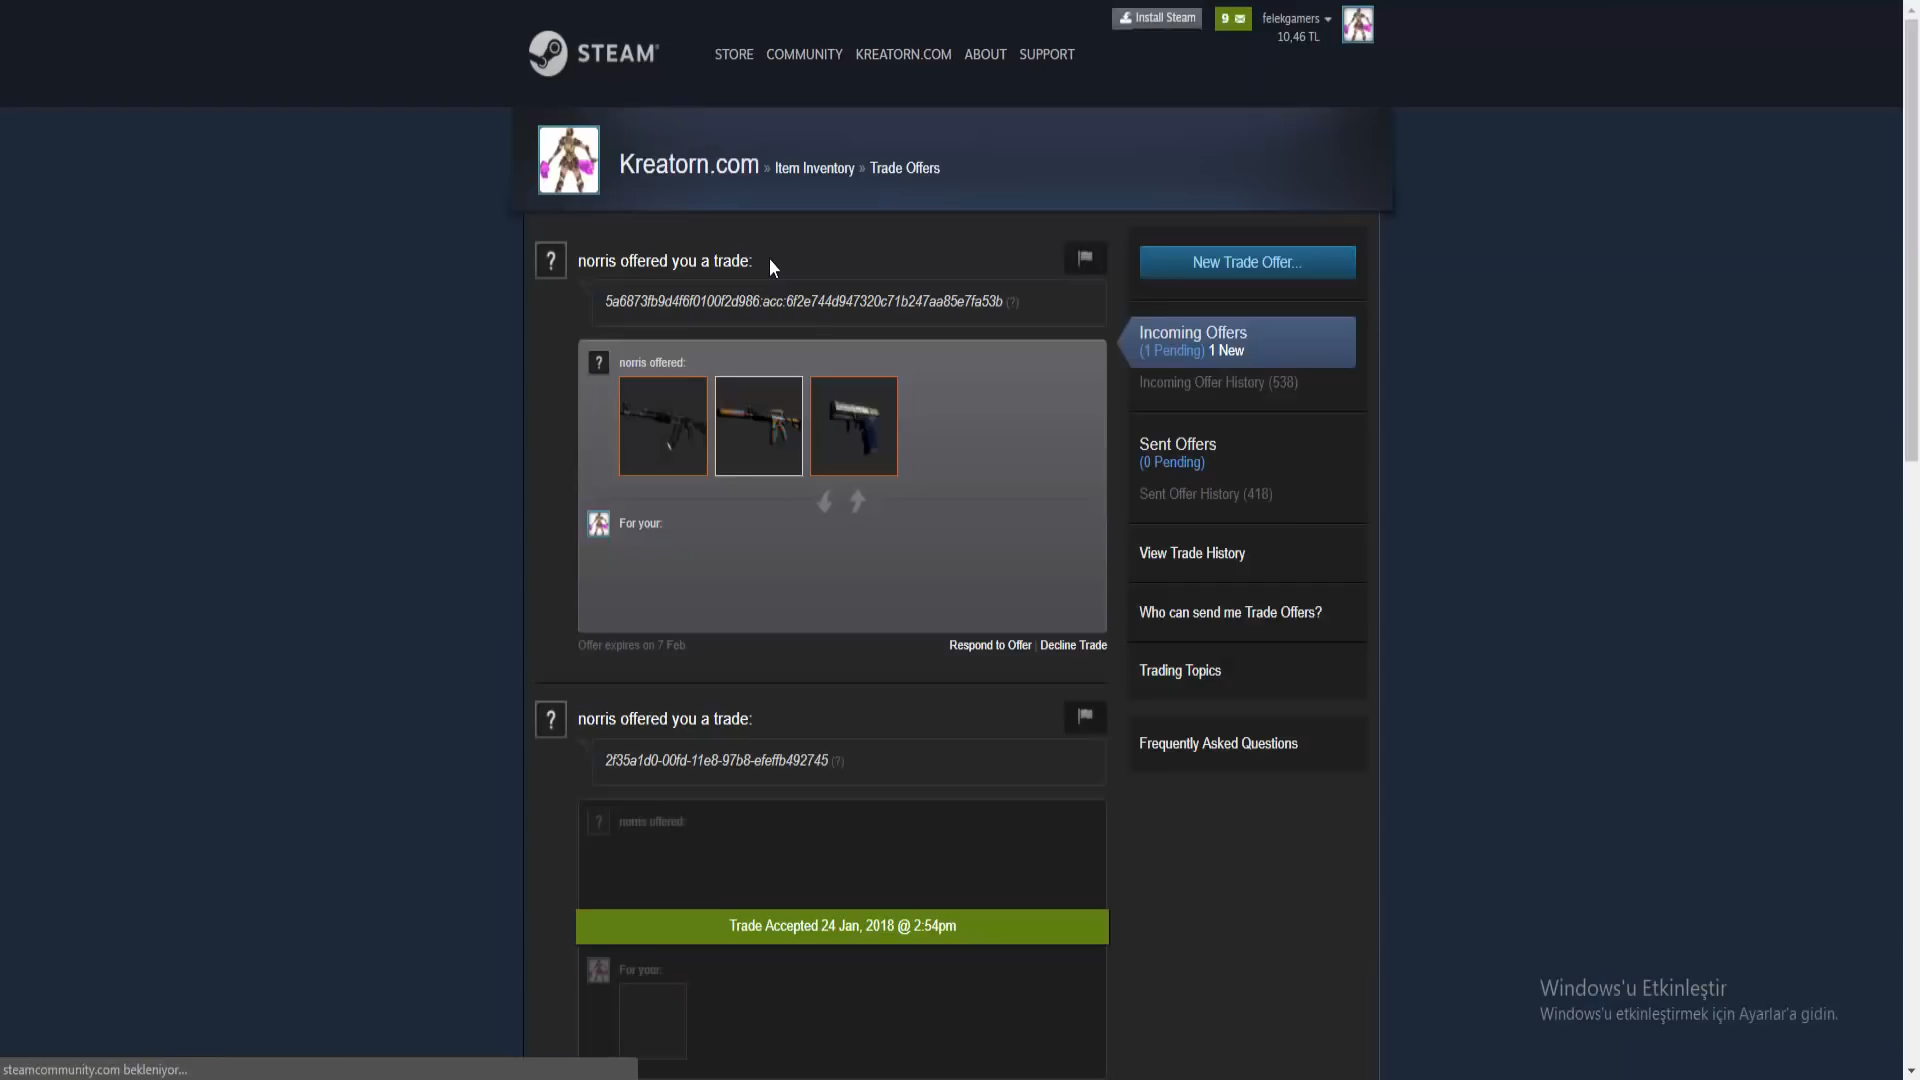 Install Steam
9
felekgamers
10,46 TL
STEAM
STORE COMMUNITY KREATORN.COM ABOUT SUPPORT
Kreatorn.com » Item Inventory » Trade Offers
norris offered you a trade:
5a6873fb9d4f6f0100f2d986:acc:6f2e744d947320c71b247aa85e7fa53b (?)
norris offered:
For your:
Offer expires on 7 Feb
Respond to Offer | Decline Trade
norris offered you a trade:
2f35a1d0-00fd-11e8-97b8-efeffb492745 (?)
norris offered:
Trade Accepted 24 Jan, 2018 @ 2:54pm
For your:
New Trade Offer...
Incoming Offers
(1 Pending) 1 New
Incoming Offer History (538)
Sent Offers
(0 Pending)
Sent Offer History (418)
View Trade History
Who can send me Trade Offers?
Trading Topics
Frequently Asked Questions
Windows'u Etkinleştir
Windows'u etkinleştirmek için Ayarlar'a gidin.
steamcommunity.com bekleniyor...